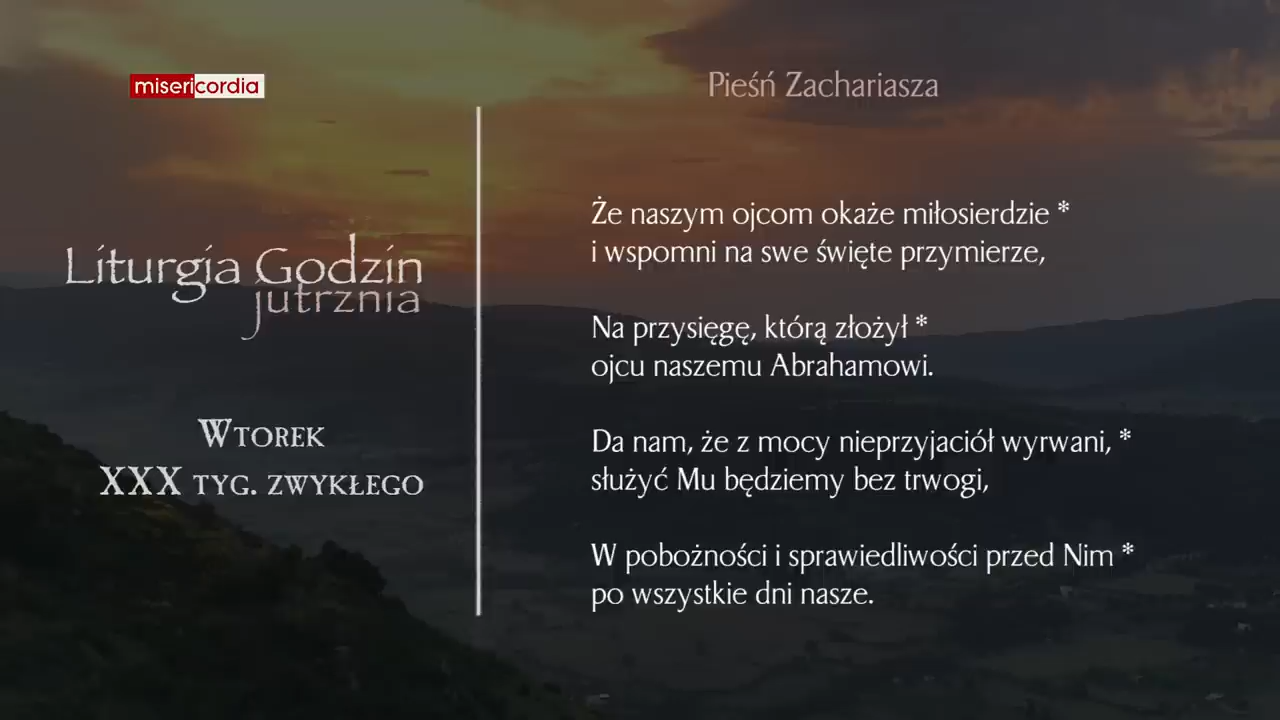 misericordia
Liturgia Godzin
jutrznia
Wtorek
XXX tyg. zwykłego
Pieśń Zachariasza
Że naszym ojcom okaże miłosierdzie *
i wspomni na swe święte przymierze,
Na przysięgę, którą złożył *
ojcu naszemu Abrahamowi.
Da nam, że z mocy nieprzyjaciół wyrwani, *
służyć Mu będziemy bez trwogi,
W pobożności i sprawiedliwości przed Nim *
po wszystkie dni nasze.